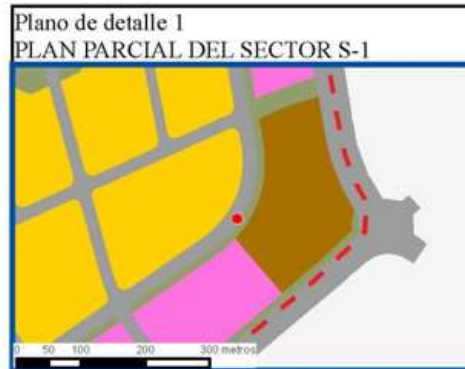 Plano de detalle 1
PLAN PARCIAL DEL SECTOR S-1
0 50 100 200 300 metros